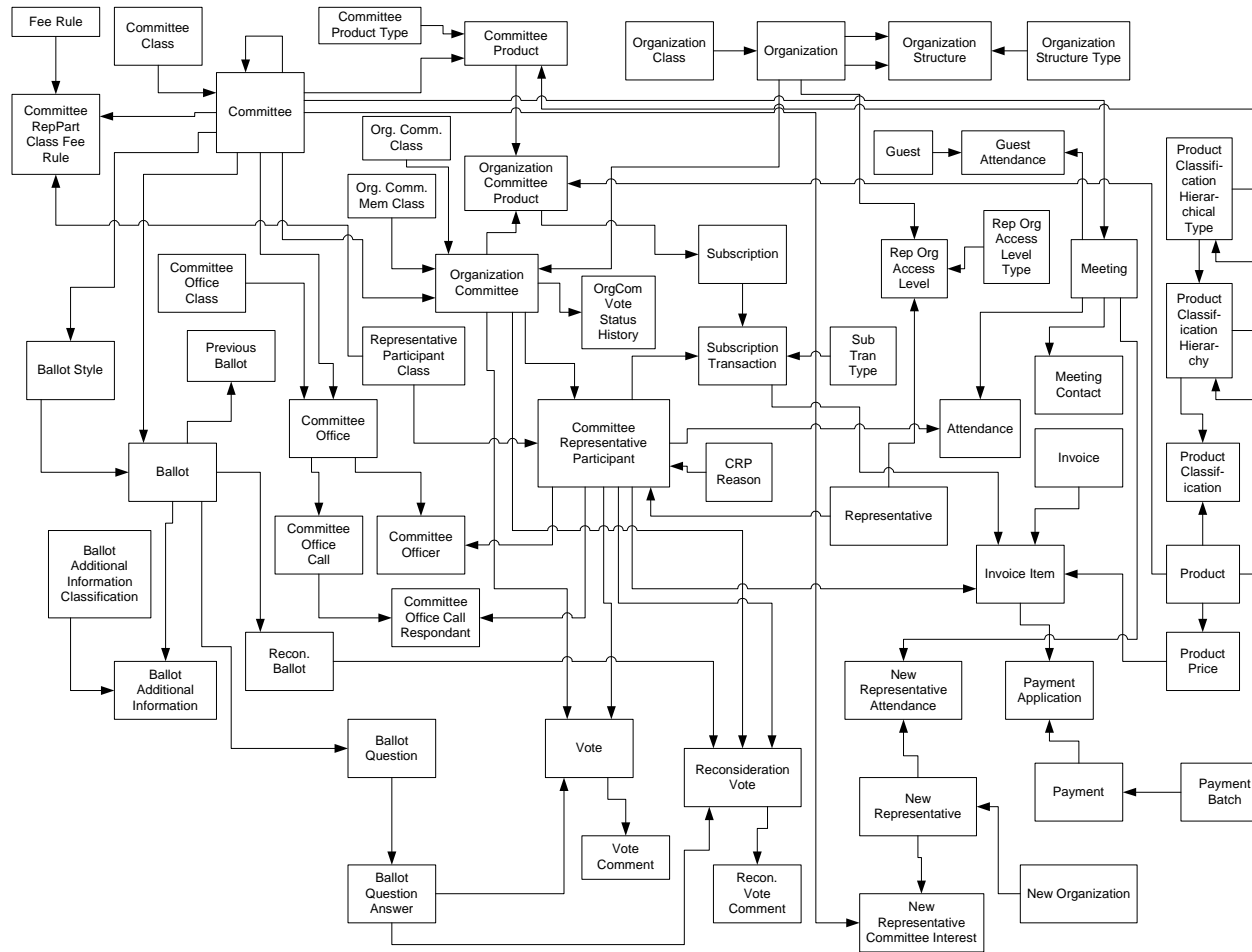 Fee Rule
Committee
Class
Committee
Product Type
Committee
Product
Organization
Class
Organization
Organization
Structure
Organization
Structure Type
Committee
RepPart
Class Fee
Rule
Committee
Org. Comm.
Class
Org. Comm.
Mem Class
Organization
Committee
Product
Guest
Guest
Attendance
Product
Classifi-
cation
Hierar-
chical
Type
Committee
Office
Class
Organization
Committee
OrgCom
Vote
Status
History
Subscription
Rep Org
Access
Level
Rep Org
Access
Level
Type
Meeting
Product
Classif-
ication
Hierar-
chy
Ballot Style
Previous
Ballot
Representative
Participant
Class
Subscription
Transaction
Sub
Tran
Type
Meeting
Contact
Committee
Office
Committee
Representative
Participant
Attendance
Ballot
CRP
Reason
Invoice
Product
Classif-
ication
Representative
Committee
Office
Call
Committee
Officer
Ballot
Additional
Information
Classification
Invoice Item
Product
Committee
Office Call
Respondant
Recon.
Ballot
Ballot
Additional
Information
New
Representative
Attendance
Payment
Application
Product
Price
Ballot
Question
Vote
Reconsideration
Vote
New
Representative
Payment
Payment
Batch
Vote
Comment
Ballot
Question
Answer
Recon.
Vote
Comment
New Organization
New
Representative
Committee Interest